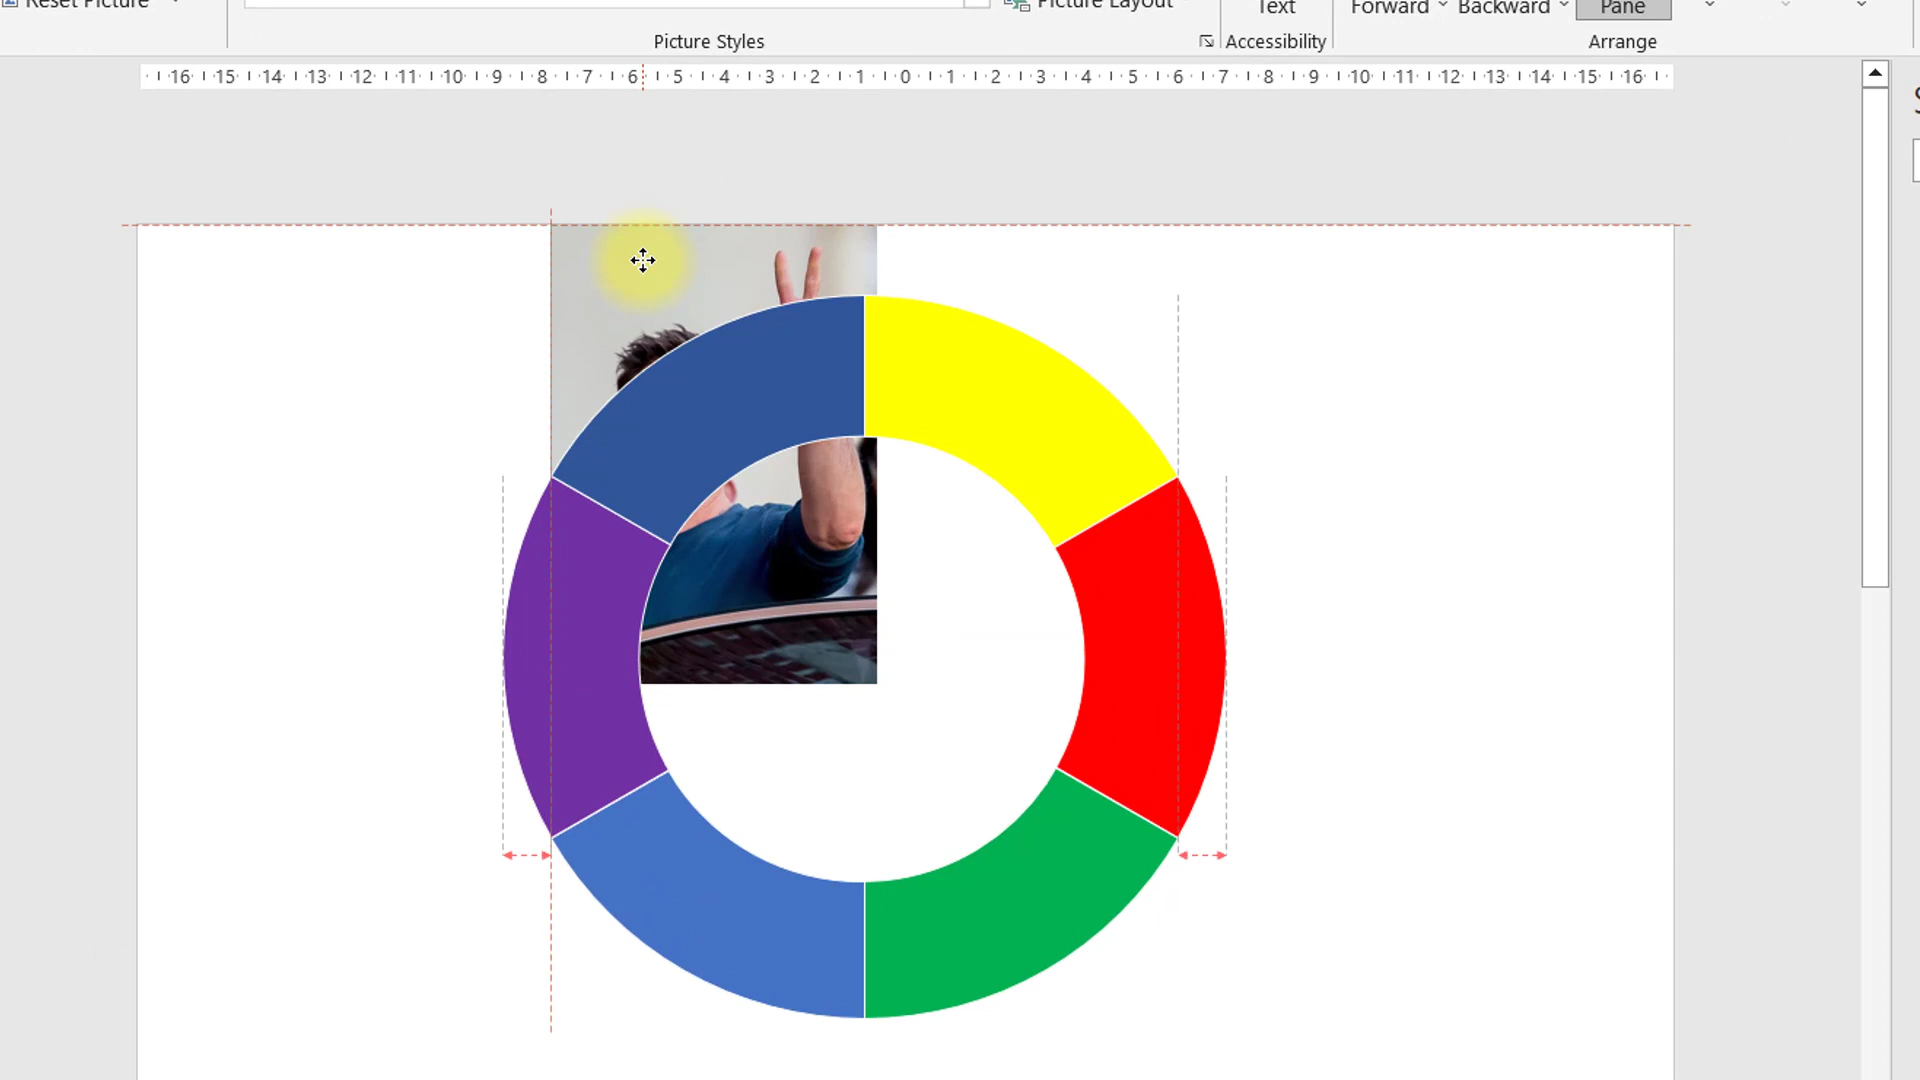 Reset Picture
Picture Layout
Text
Forward
Backward
Pane
Picture Styles
Accessibility
Arrange
16 15 14 13 12 11 10 9 8 7 6 5 4 3 2 1 0 1 2 3 4 5 6 7 8 9 10 11 12 13 14 15 16